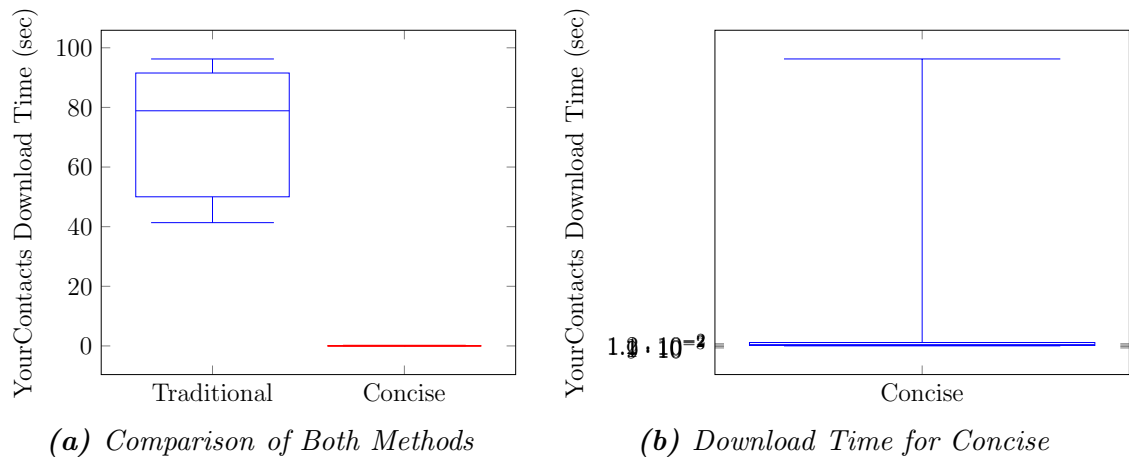 YourContacts Download Time (sec)
100
80
60
40
20
0
Traditional
Concise
(a) Comparison of Both Methods
YourContacts Download Time (sec)
Concise
(b) Download Time for Concise